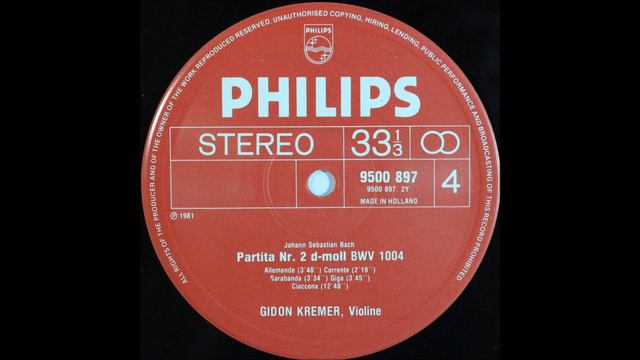 ALL RIGHTS OF THE PRODUCER AND OF THE OWNER OF THE WORK REPRODUCED RESERVED. UNAUTHORISED COPYING, HIRING, LENDING, PUBLIC PERFORMANCE AND BROADCASTING OF THIS RECORD PROHIBITED
PHILIPS
PHILIPS
STEREO 33 1/3
9500 897
9500 897. 2Y
MADE IN HOLLAND
4
℗ 1981
Johann Sebastian Bach
Partita Nr. 2 d-moll BWV 1004
Allemande (3'48'') Corrente (2'19'')
Sarabanda (3'34'') Giga (3'45'')
Ciaccona (12'48'')
GIDON KREMER, Violine